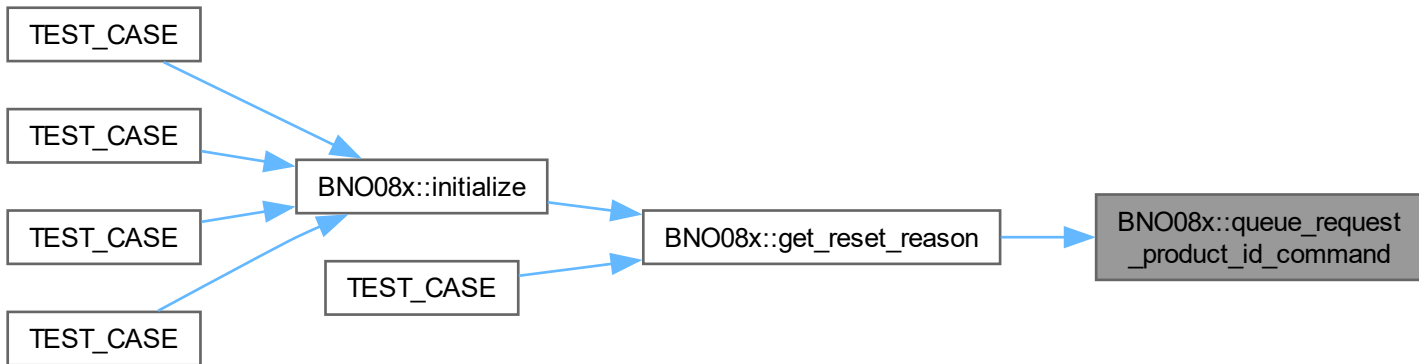 TEST_CASE
TEST_CASE
TEST_CASE
TEST_CASE
BNO08x::initialize
TEST_CASE
BNO08x::get_reset_reason
BNO08x::queue_request
_product_id_command